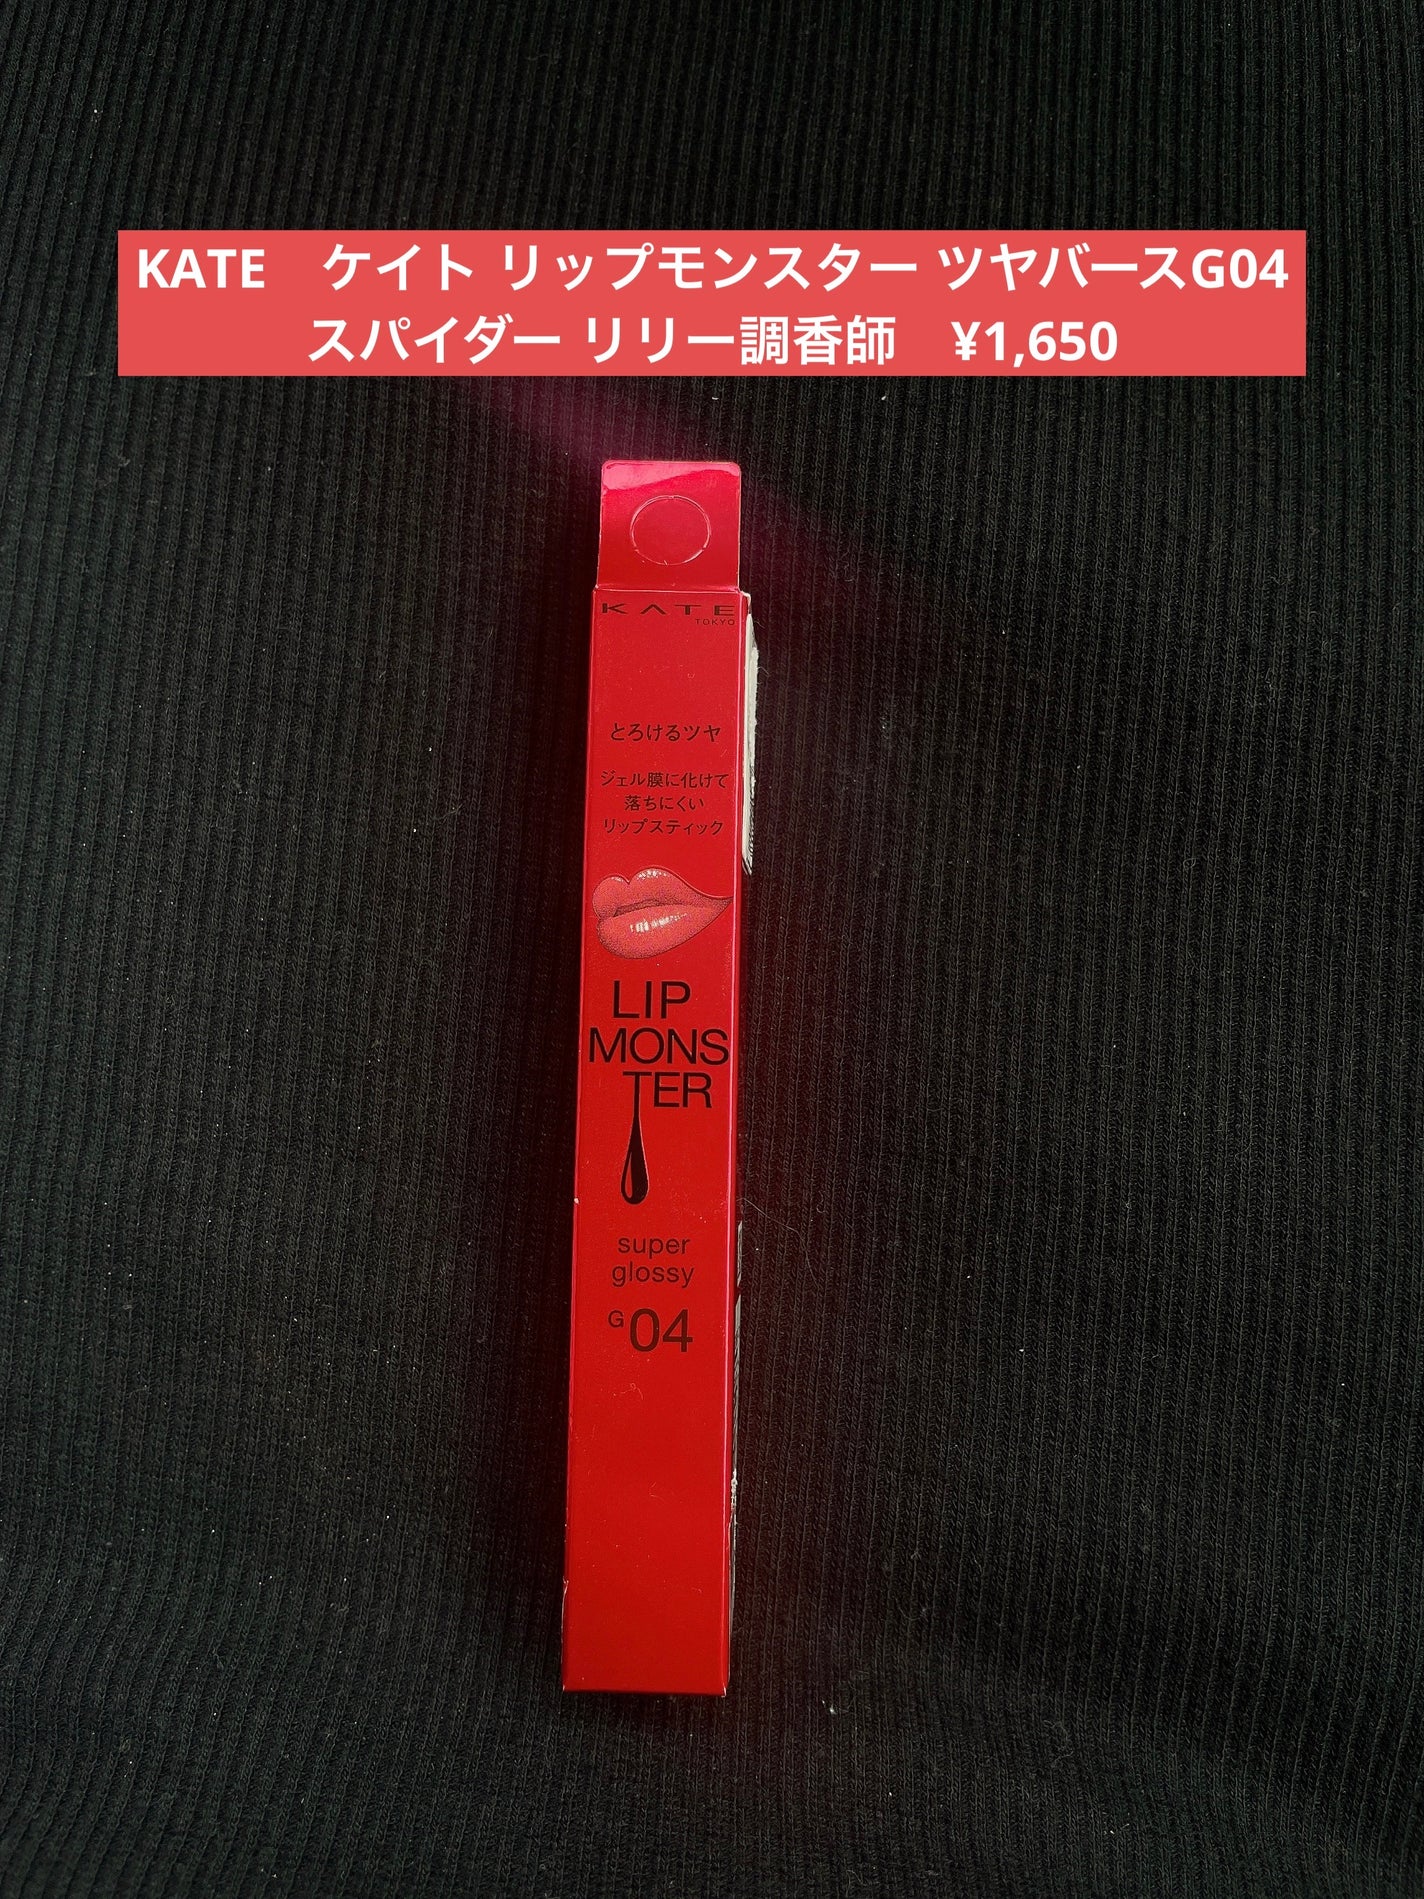 KATE　ケイト リップモンスター ツヤバースG04
スパイダー リリー調香師　¥1,650
KATE
TOKYO
とろけるツヤ
ジェル膜に化けて
落ちにくい
リップスティック
LIP
MONS
TER
super
glossy
G04